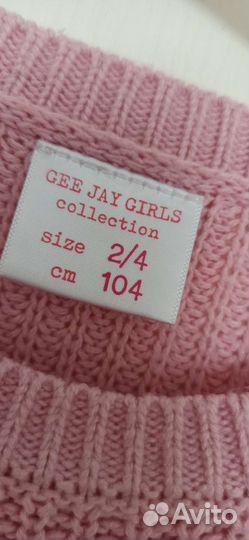 GEE JAY GIRLS
collection
size 2/4
cm 104
Avito